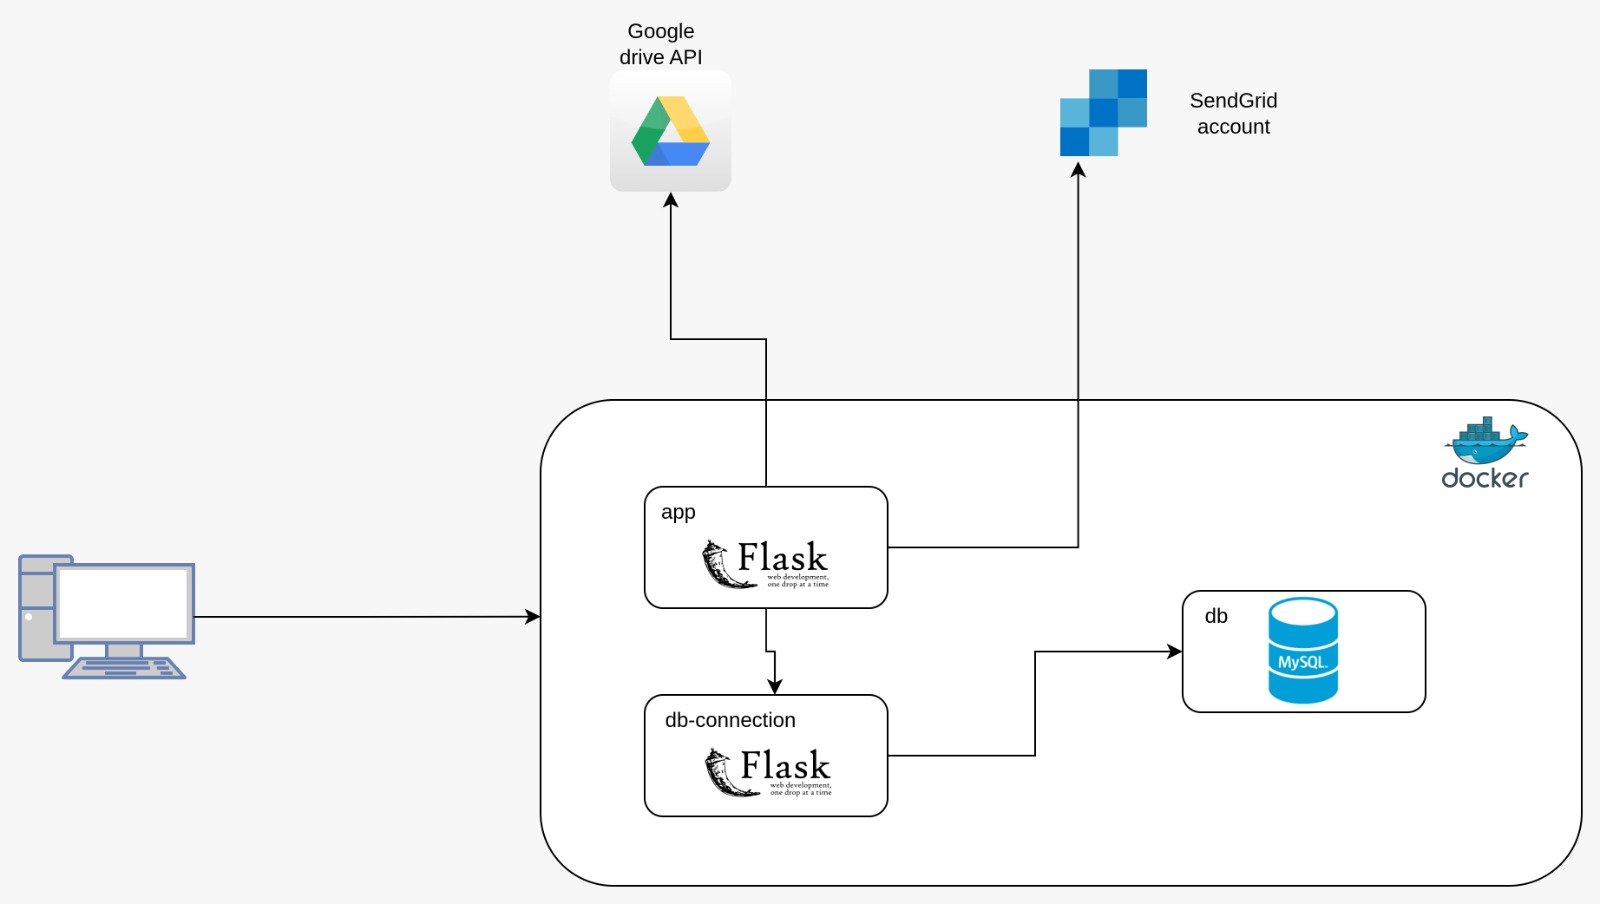 Google
drive API
SendGrid
account
docker
app
Flask
web development,
one drop at a time
db
MySQL.
db-connection
Flask
web development,
one drop at a time